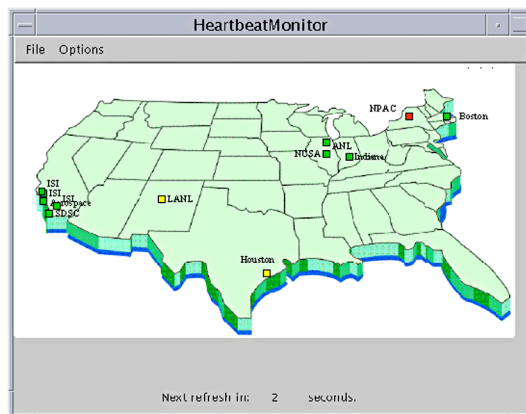 HeartbeatMonitor
File Options
NPAC
Boston
ANL
NCSA
Indiana
ISI
ISI
ISI
Aerospace
SDSC
LANL
Houston
Next refresh in: 2 seconds.